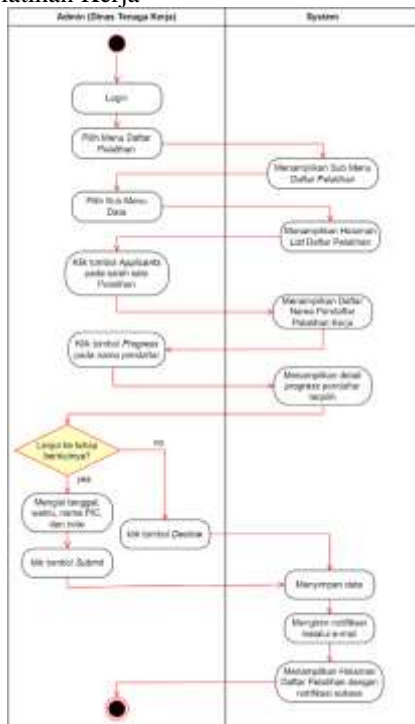 latihan Kerja
Admin (Dinas Tenaga Kerja)
System
Login
Pilih Menu Daftar
Pelatihan
Menampilkan Sub Menu
Daftar Pelatihan
Pilih Sub Menu
Data
Menampilkan Halaman
List Daftar Pelatihan
Klik tombol Applicants
pada salah satu
Pelatihan
Menampilkan Daftar
Nama Pendaftar
Pelatihan Kerja
Klik tombol Progress
pada nama pendaftar
Menampilkan detail
progress pendaftar
Lanjut ke tahap
berikutnya?
no
yes
Mengisi tanggal,
waktu, nama PIC,
dan note
klik tombol Decline
klik tombol Submit
Menyimpan data
Mengirim notifikasi
melalui e-mail
Menampilkan Halaman
Daftar Pelatihan dengan
notifikasi sukses